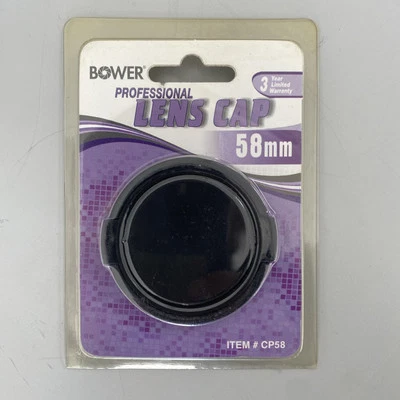 BOWER®
PROFESSIONAL
LENS CAP
3 Year Limited Warranty
58mm
ITEM # CP58